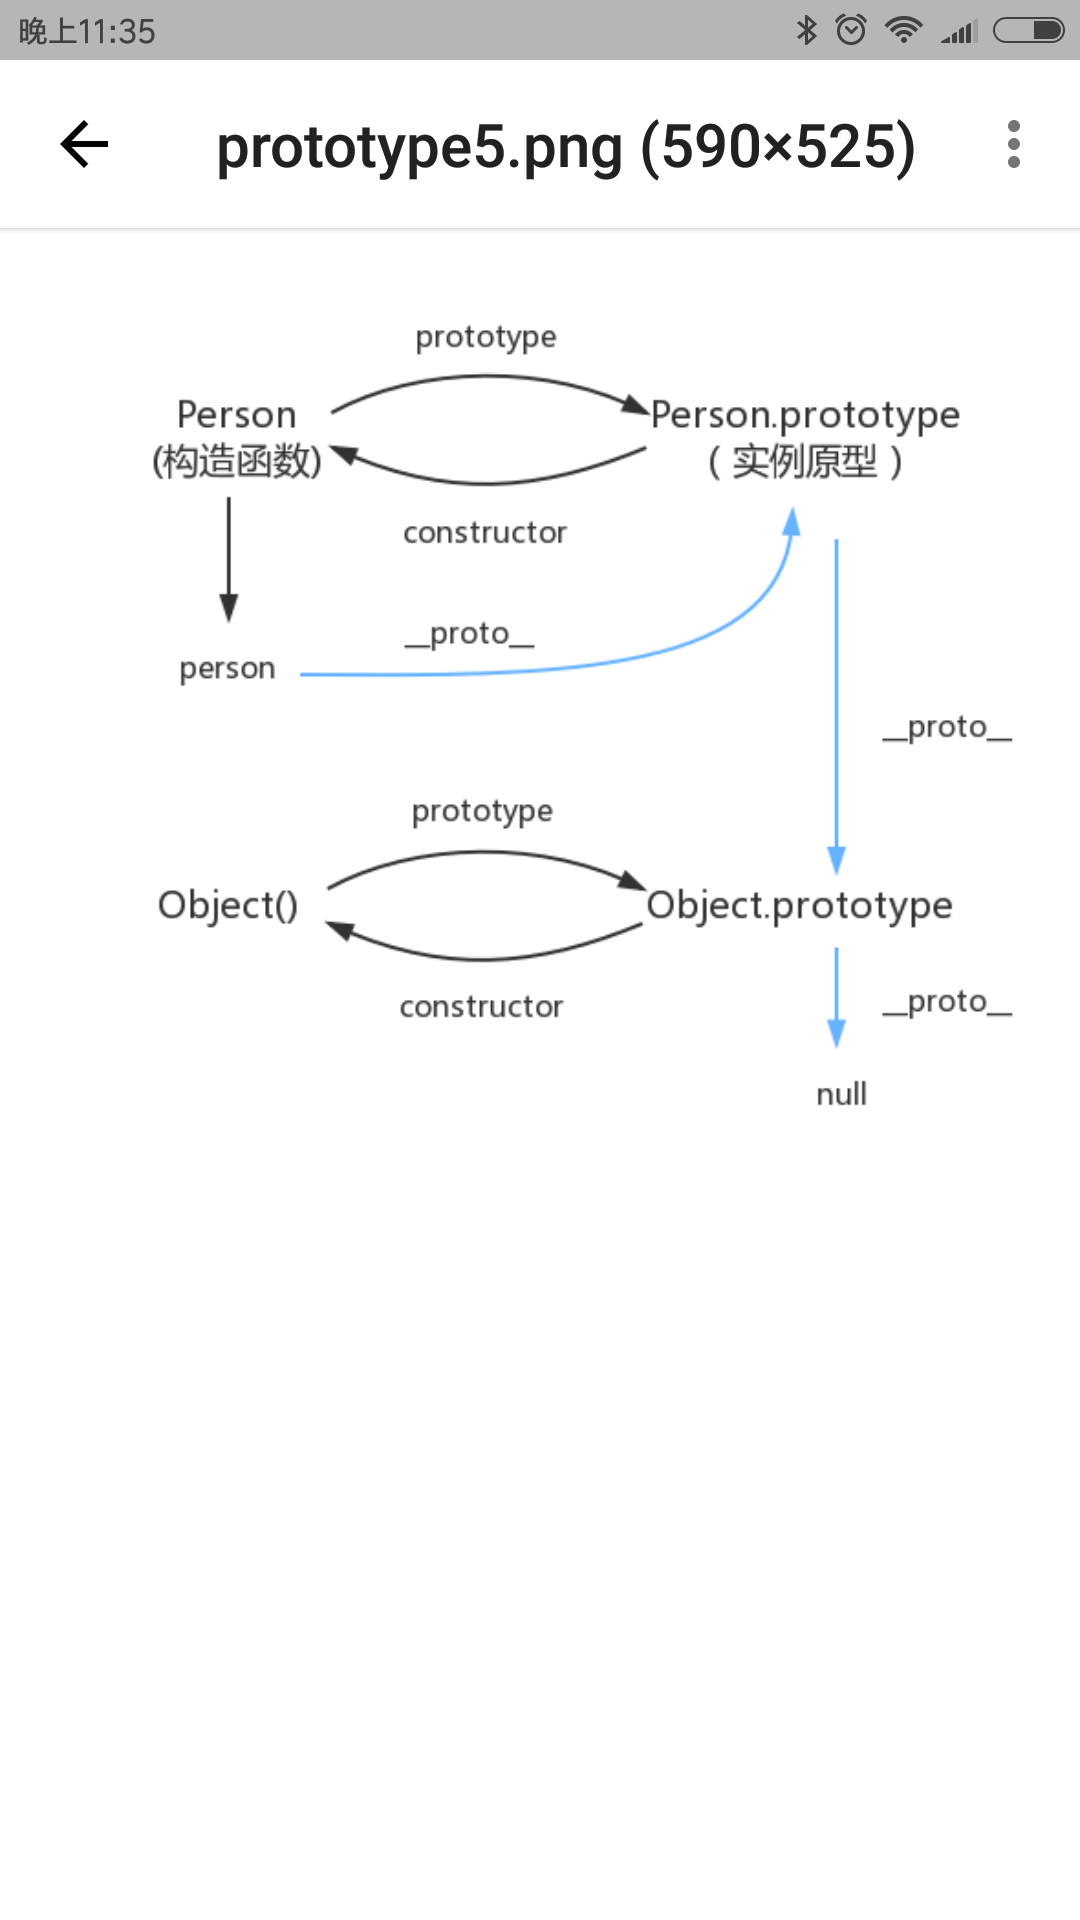 晚上11:35
prototype5.png (590×525)
prototype
Person
(构造函数)
Person.prototype
（实例原型）
constructor
__proto__
person
__proto__
prototype
Object()
Object.prototype
constructor
__proto__
null